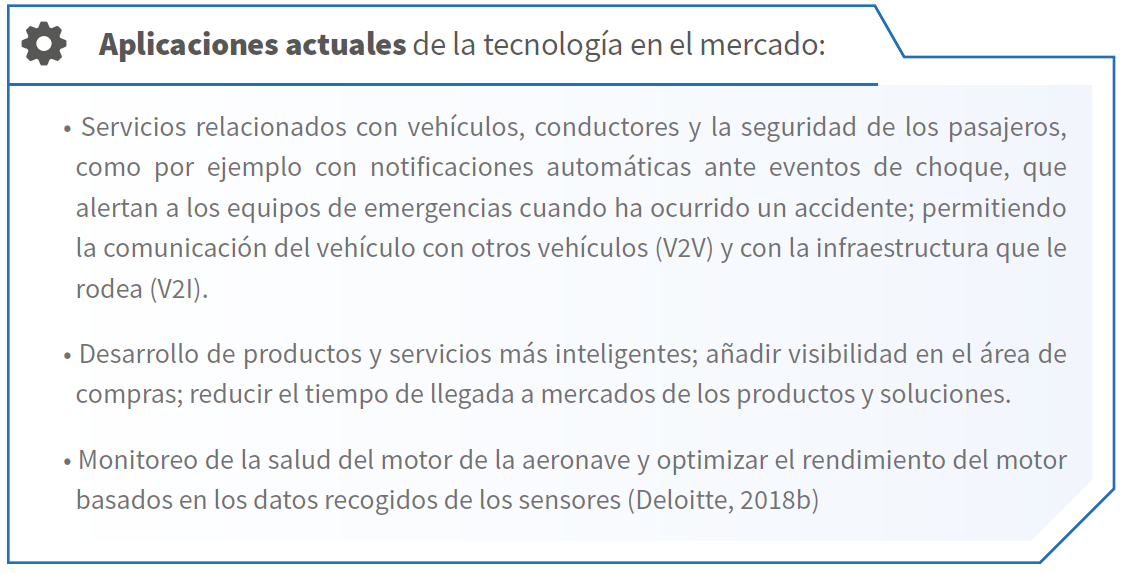 Aplicaciones actuales de la tecnología en el mercado:
• Servicios relacionados con vehículos, conductores y la seguridad de los pasajeros,
como por ejemplo con notificaciones automáticas ante eventos de choque, que
alertan a los equipos de emergencias cuando ha ocurrido un accidente; permitiendo
la comunicación del vehículo con otros vehículos (V2V) y con la infraestructura que le
rodea (V2I).
• Desarrollo de productos y servicios más inteligentes; añadir visibilidad en el área de
compras; reducir el tiempo de llegada a mercados de los productos y soluciones.
• Monitoreo de la salud del motor de la aeronave y optimizar el rendimiento del motor
basados en los datos recogidos de los sensores (Deloitte, 2018b)